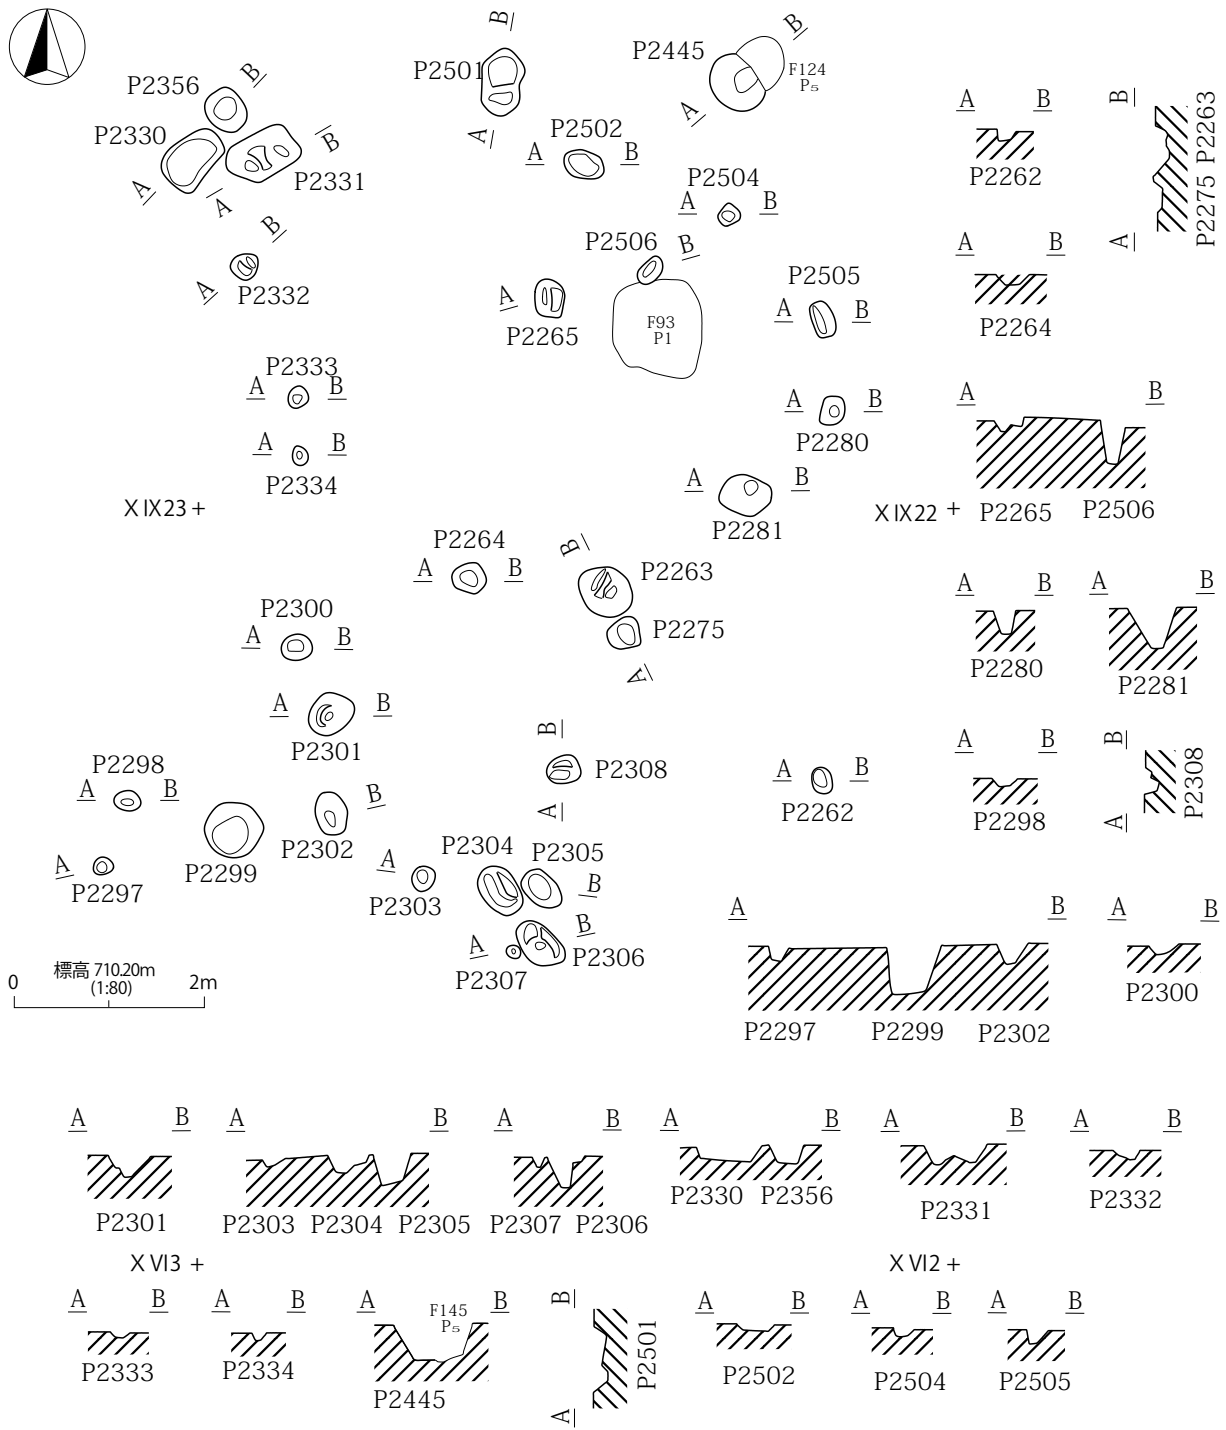 B
P2501
A
P2445
B
F124
P5
A
P2356
B
P2330
A
B
P2331
A
P2502
A B
P2504
A B
A B
P2262
B
P2275 P2263
A
B
A
P2332
P2506
B
A
P2265
F93
P1
P2505
A B
A B
P2264
P2333
A B
A B
P2334
A B
P2280
A B
P2265 P2506
A B
P2281
X IX23 +
X IX22 +
P2264
A B
B
P2263
P2275
A
A B
P2280
A B
P2281
P2300
A B
A B
P2301
B
P2308
A
A B
P2262
A B
P2298
B
P2308
A
P2298
A B
P2299
B
P2302
A
P2297
A
P2303
P2304
P2305
B
A
P2307
B
P2306
A B
P2297 P2299 P2302
A B
P2300
標高 710.20m
0 (1:80) 2m
A B
P2301
A B
P2303 P2304 P2305
A B
P2307 P2306
A B
P2330 P2356
A B
P2331
A B
P2332
X VI3 +
X VI2 +
A B
P2333
A B
P2334
A B
F145
P5
P2445
B
P2501
A
A B
P2502
A B
P2504
A B
P2505